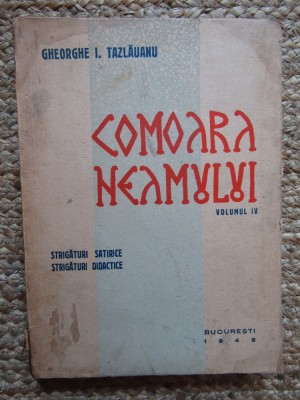 GHEORGHE I. TAZLĂUANU
COMOARA
NEAMULUI
VOLUMUL IV
STRIGĂTURI SATIRICE
STRIGĂTURI DIDACTICE
BUCUREȘTI
1943